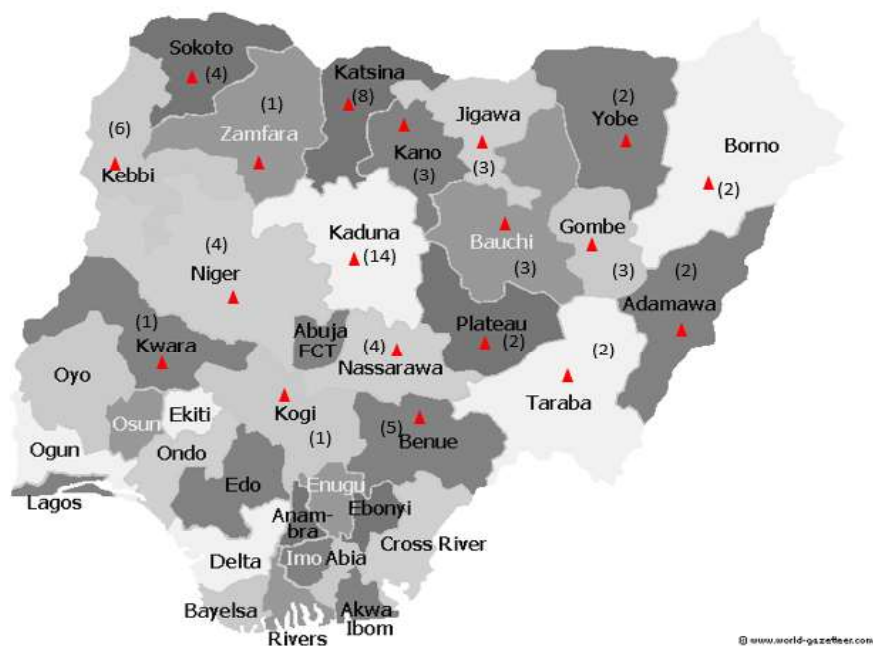 Sokoto
(4)
Katsina
(8)
(1)
Zamfara
(6)
Kebbi
Jigawa
(3)
Kano
(3)
(2)
Yobe
Borno
(2)
Kaduna
(14)
Bauchi
(3)
Gombe
(3)
(4)
Niger
(2)
Adamawa
(1)
Kwara
Abuja
FCT
(4)
Nassarawa
Plateau
(2)
(2)
Taraba
Oyo
Osun
Ekiti
Kogi
(1)
(5)
Benue
Ogun
Ondo
Lagos
Edo
Enugu
Anam-
bra
Ebonyi
Cross River
Delta
Imo
Abia
Bayelsa
Rivers
Akwa
Ibom
© www.world-gazetteer.com